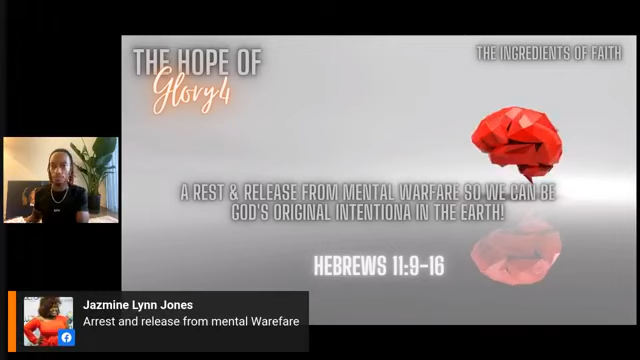 THE HOPE OF
Glory4
THE INGREDIENTS OF FAITH
A REST & RELEASE FROM MENTAL WARFARE SO WE CAN BE
GOD'S ORIGINAL INTENTIONA IN THE EARTH!
HEBREWS 11:9-16
Jazmine Lynn Jones
Arrest and release from mental Warefare